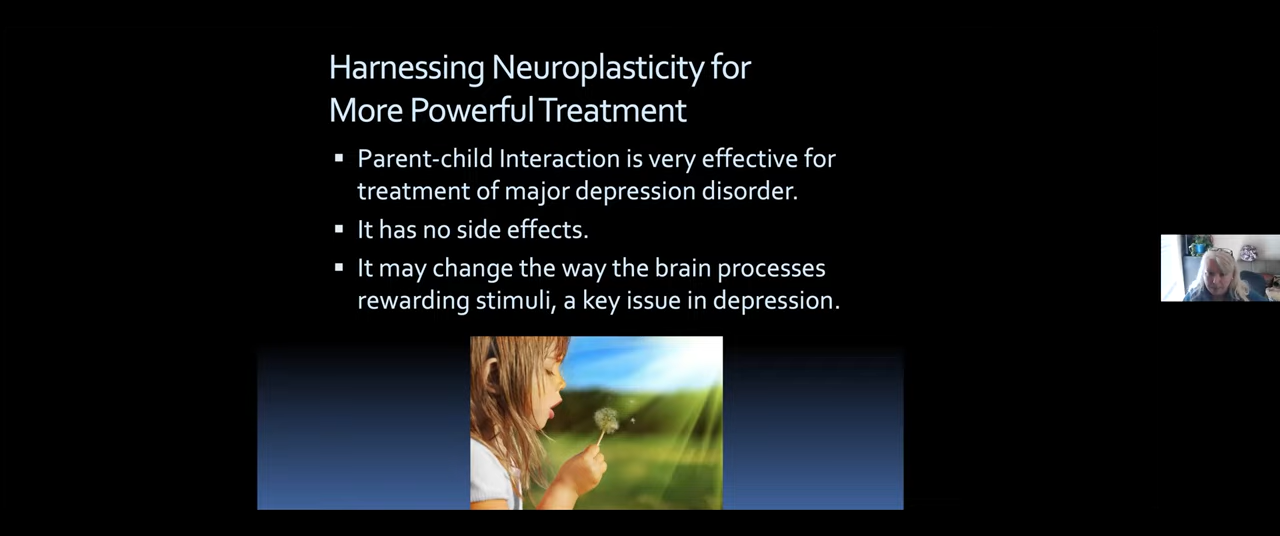 Harnessing Neuroplasticity for
More Powerful Treatment
▪ Parent-child Interaction is very effective for
treatment of major depression disorder.
▪ It has no side effects.
▪ It may change the way the brain processes
rewarding stimuli, a key issue in depression.